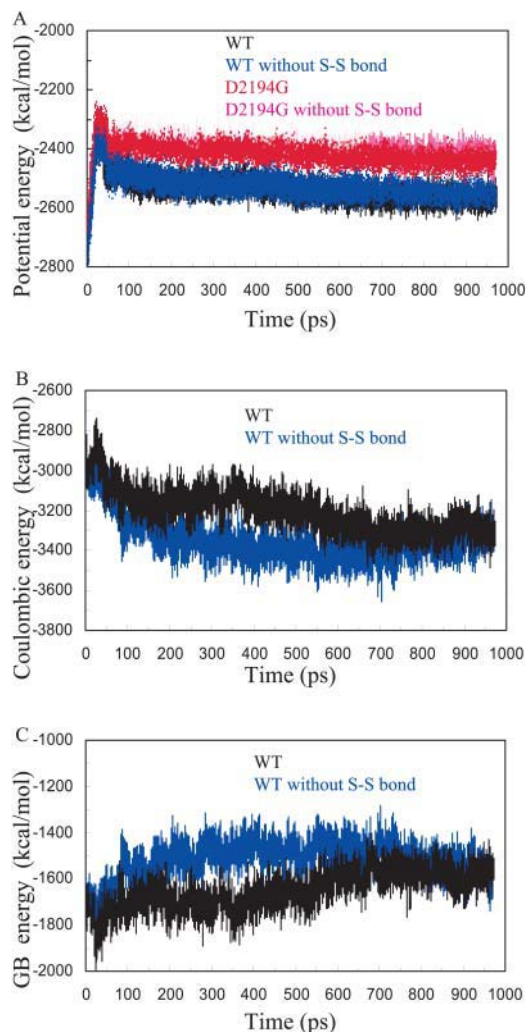 A
-2000
-2200
-2400
-2600
-2800
Potential energy (kcal/mol)
WT
WT without S-S bond
D2194G
D2194G without S-S bond
0 100 200 300 400 500 600 700 800 900 1000
Time (ps)
B
-2600
-2800
-3000
-3200
-3400
-3600
-3800
Coulombic energy (kcal/mol)
WT
WT without S-S bond
0 100 200 300 400 500 600 700 800 900 1000
Time (ps)
C
-1000
-1200
-1400
-1600
-1800
-2000
GB energy (kcal/mol)
WT
WT without S-S bond
0 100 200 300 400 500 600 700 800 900 1000
Time (ps)